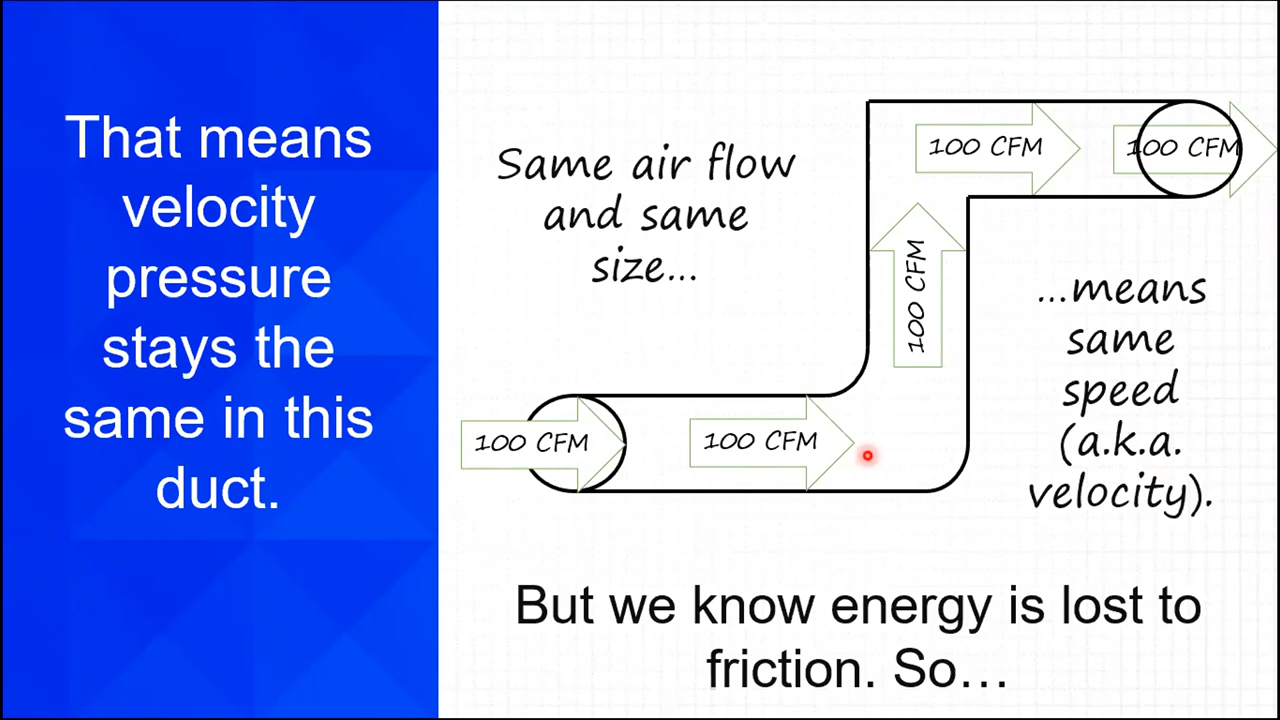 That means
velocity
pressure
stays the
same in this
duct.
Same air flow
and same
size...
100 CFM
100 CFM
100 CFM
100 CFM
100 CFM
...means
same
speed
(a.k.a.
velocity).
But we know energy is lost to
friction. So...